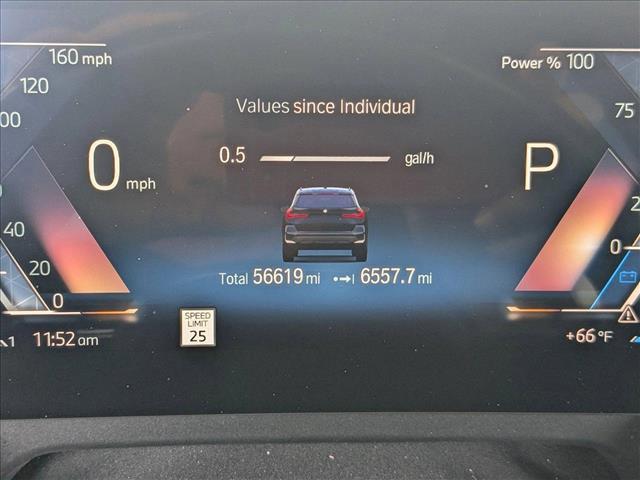 160 mph
Power % 100
120
75
100
Values since Individual
0.5 gal/h
0 mph
P
40
20
0
0
Total 56619 mi 6557.7 mi
SPEED
LIMIT
25
11:52 am
+66 °F